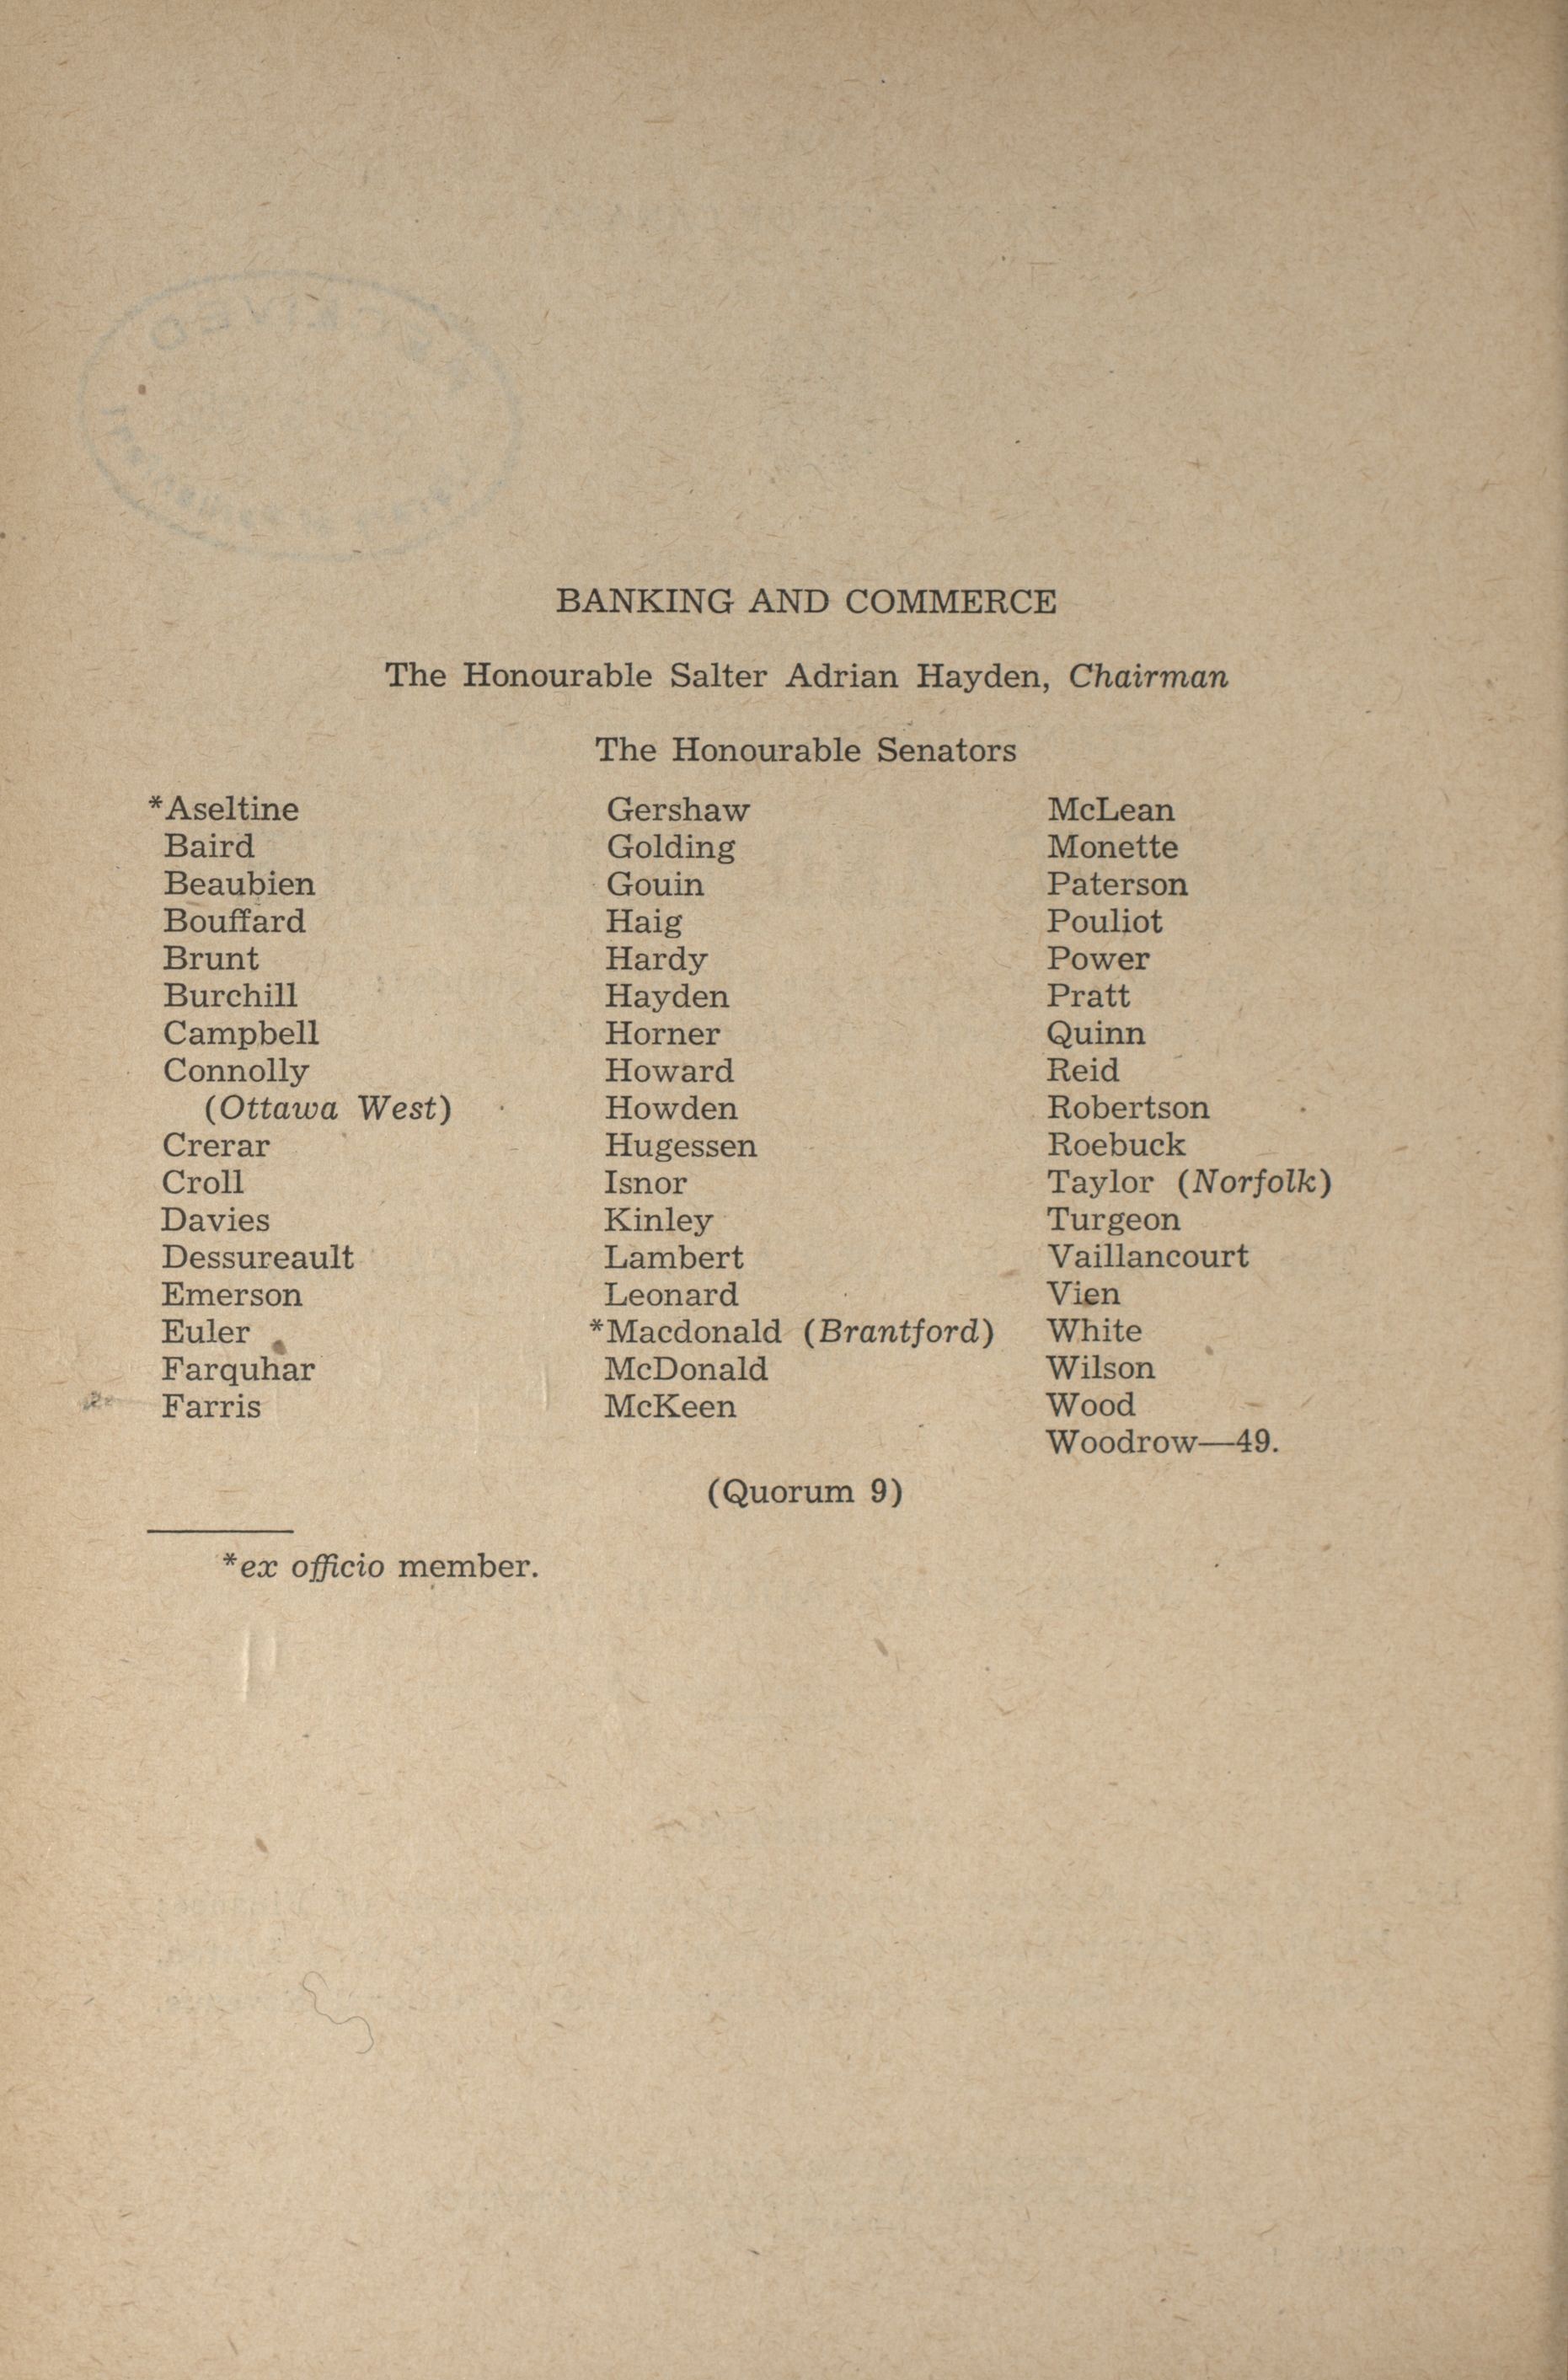 BANKING AND COMMERCE
The Honourable Salter Adrian Hayden, Chairman
The Honourable Senators
*Aseltine
Baird
Beaubien
Bouffard
Brunt
Burchill
Campbell
Connolly
(Ottawa West)
Crerar
Croll
Davies
Dessureault
Emerson
Euler
Farquhar
Farris
Gershaw
Golding
Gouin
Haig
Hardy
Hayden
Horner
Howard
Howden
Hugessen
Isnor
Kinley
Lambert
Leonard
*Macdonald (Brantford)
McDonald
McKeen
McLean
Monette
Paterson
Pouliot
Power
Pratt
Quinn
Reid
Robertson
Roebuck
Taylor (Norfolk)
Turgeon
Vaillancourt
Vien
White
Wilson
Wood
Woodrow—49.
(Quorum 9)
*ex officio member.